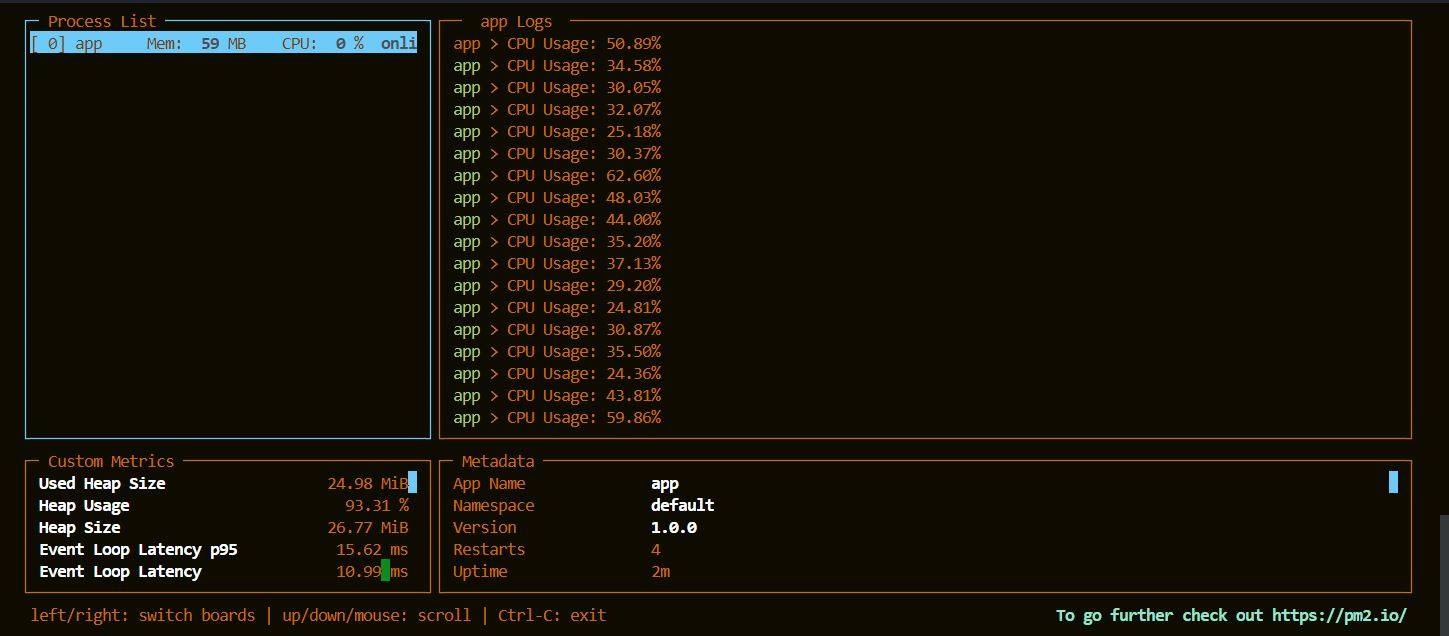 Process List
[ 0] app Mem: 59 MB CPU: 0 % onli
app Logs
app > CPU Usage: 50.89%
app > CPU Usage: 34.58%
app > CPU Usage: 30.05%
app > CPU Usage: 32.07%
app > CPU Usage: 25.18%
app > CPU Usage: 30.37%
app > CPU Usage: 62.60%
app > CPU Usage: 48.03%
app > CPU Usage: 44.00%
app > CPU Usage: 35.20%
app > CPU Usage: 37.13%
app > CPU Usage: 29.20%
app > CPU Usage: 24.81%
app > CPU Usage: 30.87%
app > CPU Usage: 35.50%
app > CPU Usage: 24.36%
app > CPU Usage: 43.81%
app > CPU Usage: 59.86%
Custom Metrics
Used Heap Size 24.98 MiB
Heap Usage 93.31 %
Heap Size 26.77 MiB
Event Loop Latency p95 15.62 ms
Event Loop Latency 10.99 ms
Metadata
App Name app
Namespace default
Version 1.0.0
Restarts 4
Uptime 2m
left/right: switch boards | up/down/mouse: scroll | Ctrl-C: exit
To go further check out https://pm2.io/